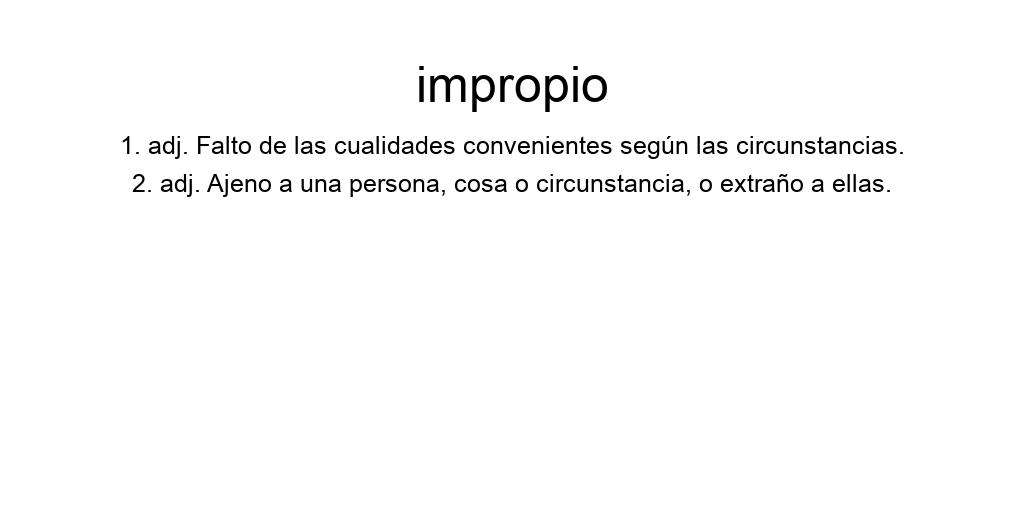 impropio
1. adj. Falto de las cualidades convenientes según las circunstancias.
2. adj. Ajeno a una persona, cosa o circunstancia, o extraño a ellas.